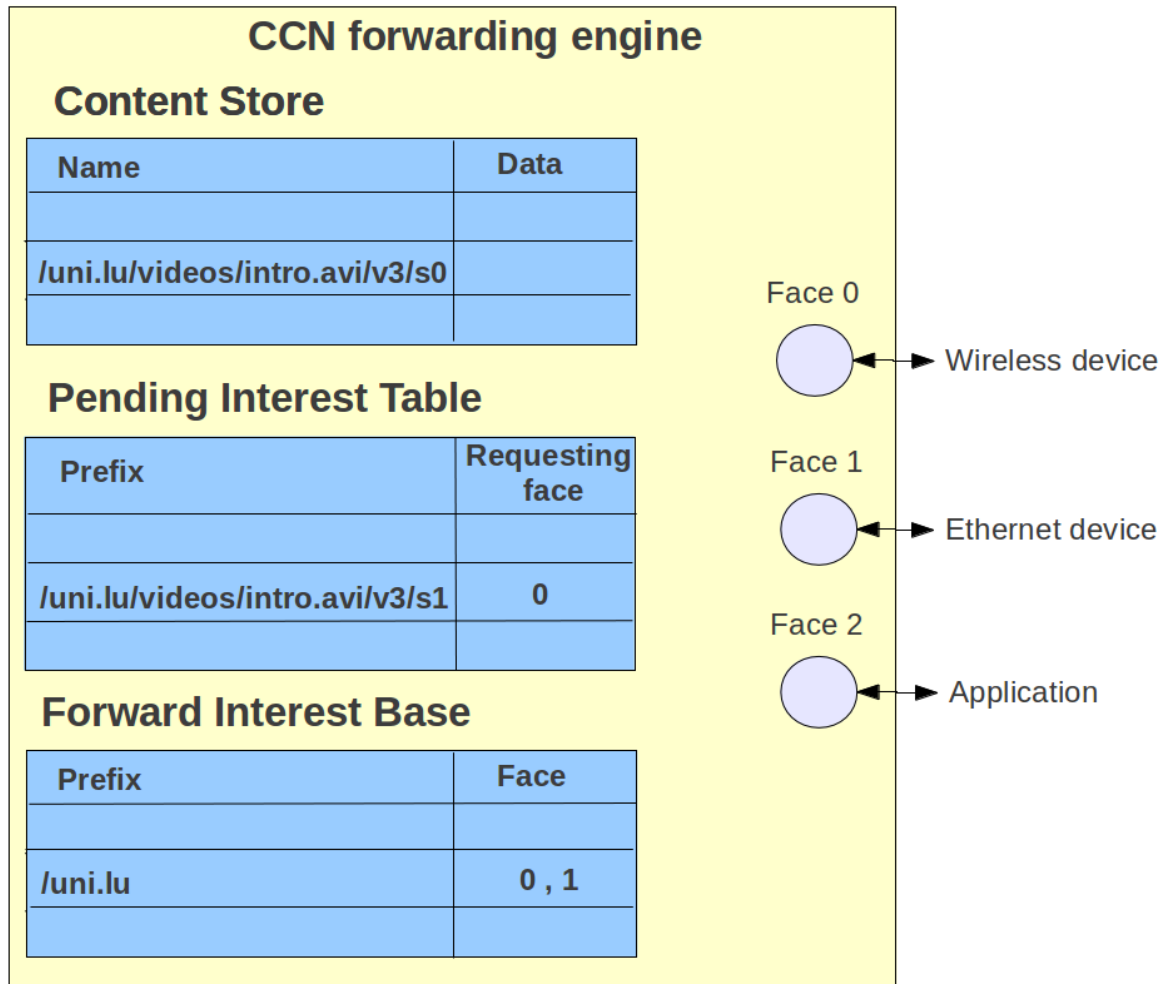 CCN forwarding engine
Content Store
Name Data
/uni.lu/videos/intro.avi/v3/s0
Pending Interest Table
Prefix Requesting
face
/uni.lu/videos/intro.avi/v3/s1 0
Forward Interest Base
Prefix Face
/uni.lu 0 , 1
Face 0
Wireless device
Face 1
Ethernet device
Face 2
Application